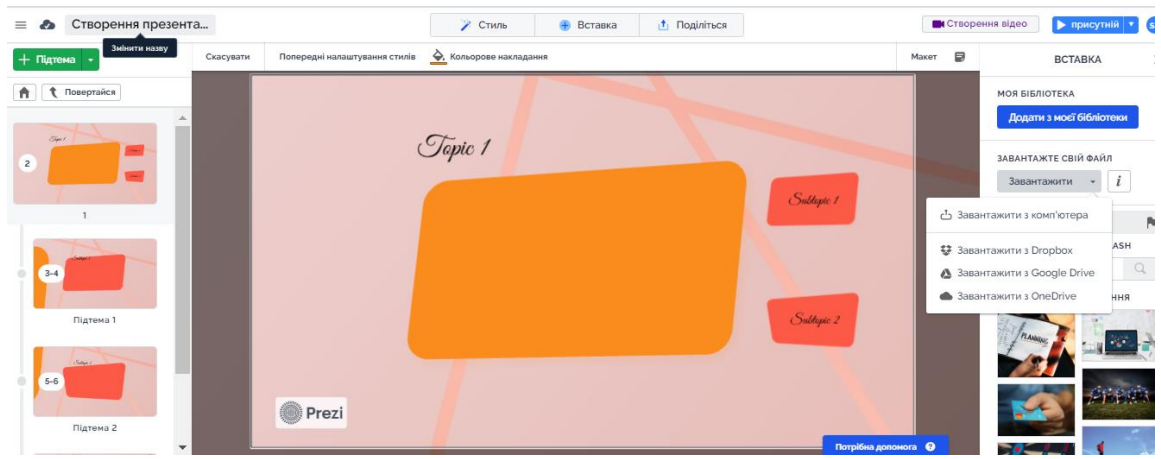 Створення презента...
Стиль
Вставка
Поділіться
Створення відео
присутній
Змінити назву
Підтема
Скасувати
Попередні налаштування стилів
Кольорове накладання
Макет
ВСТАВКА
Повертайся
МОЯ БІБЛІОТЕКА
Додати з моєї бібліотеки
ЗАВАНТАЖТЕ СВІЙ ФАЙЛ
Завантажити
i
Завантажити з комп'ютера
Завантажити з Dropbox
Завантажити з Google Drive
Завантажити з OneDrive
ASH
ННЯ
PLANNING
2
1
3-4
Підтема 1
5-6
Підтема 2
Topic 1
Subtopic 1
Subtopic 2
Prezi
Потрібна допомога